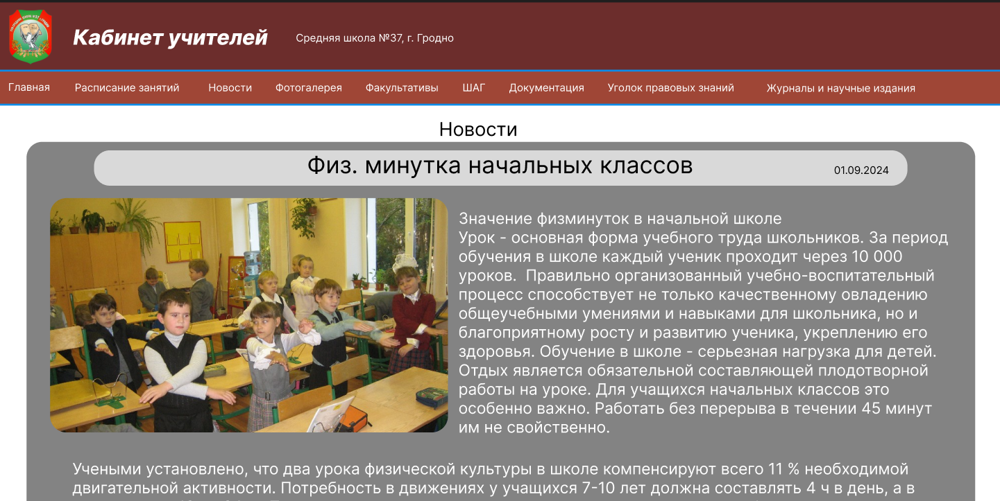 Кабинет учителей
Средняя школа №37, г. Гродно
Главная
Расписание занятий
Новости
Фотогалерея
Факультативы
ШАГ
Документация
Уголок правовых знаний
Журналы и научные издания
Новости
Физ. минутка начальных классов
01.09.2024
Значение физминуток в начальной школе
Урок - основная форма учебного труда школьников. За период
обучения в школе каждый ученик проходит через 10 000
уроков.  Правильно организованный учебно-воспитательный
процесс способствует не только качественному овладению
общеучебными умениями и навыками для школьника, но и
благоприятному росту и развитию ученика, укреплению его
здоровья. Обучение в школе - серьезная нагрузка для детей.
Отдых является обязательной составляющей плодотворной
работы на уроке. Для учащихся начальных классов это
особенно важно. Работать без перерыва в течении 45 минут
им не свойственно.
Учеными установлено, что два урока физической культуры в школе компенсируют всего 11 % необходимой
двигательной активности. Потребность в движениях у учащихся 7-10 лет должна составлять 4 ч в день, а в